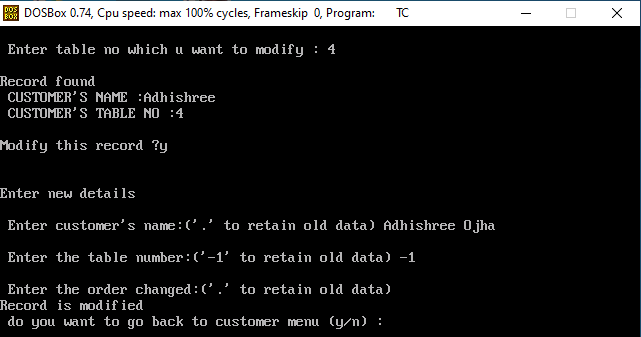 DOS BOX DOSBox 0.74, Cpu speed: max 100% cycles, Frameskip 0, Program: TC
Enter table no which u want to modify : 4
Record found
CUSTOMER'S NAME :Adhishree
CUSTOMER'S TABLE NO :4
Modify this record ?y
Enter new details
Enter customer's name:('.' to retain old data) Adhishree Ojha
Enter the table number:('-1' to retain old data) -1
Enter the order changed:('.' to retain old data)
Record is modified
do you want to go back to customer menu (y/n) :